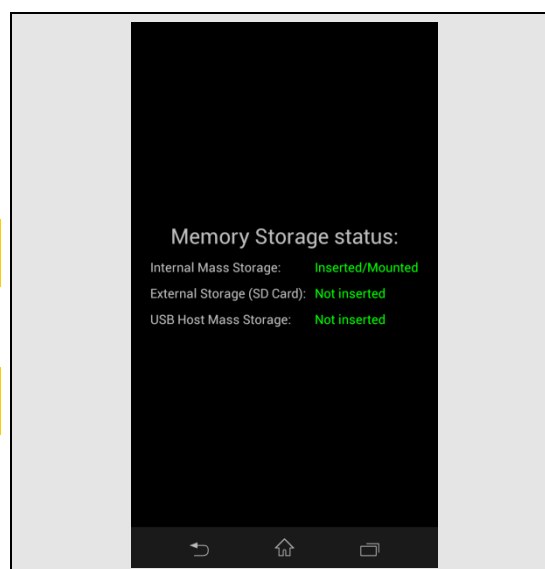 Memory Storage status:
Internal Mass Storage: Inserted/Mounted
External Storage (SD Card): Not inserted
USB Host Mass Storage: Not inserted